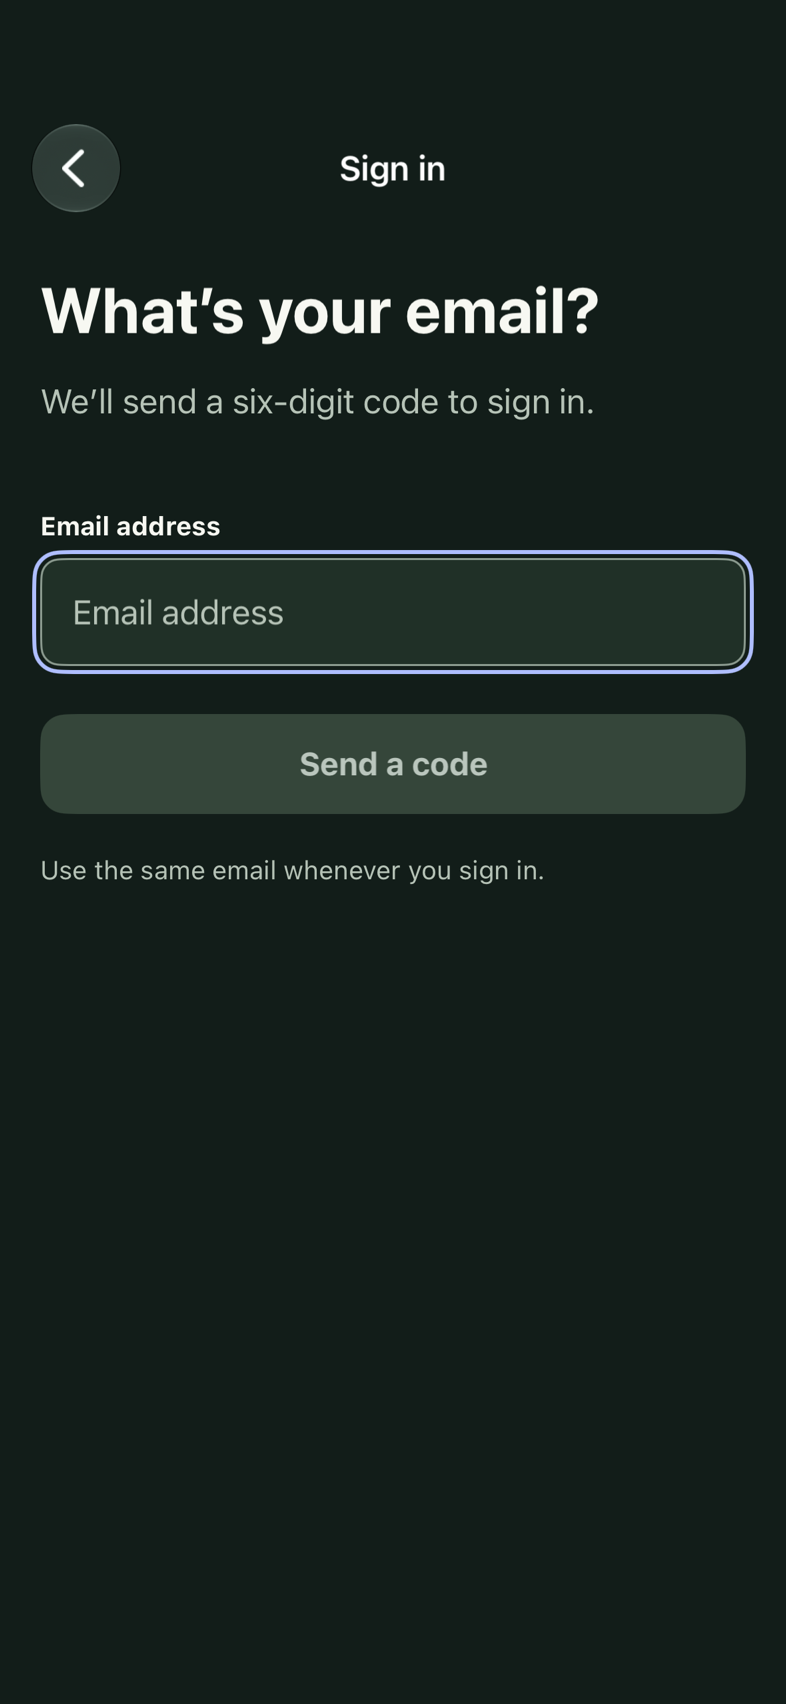 Sign in
What’s your email?
We’ll send a six-digit code to sign in.
Email address
Email address
Send a code
Use the same email whenever you sign in.